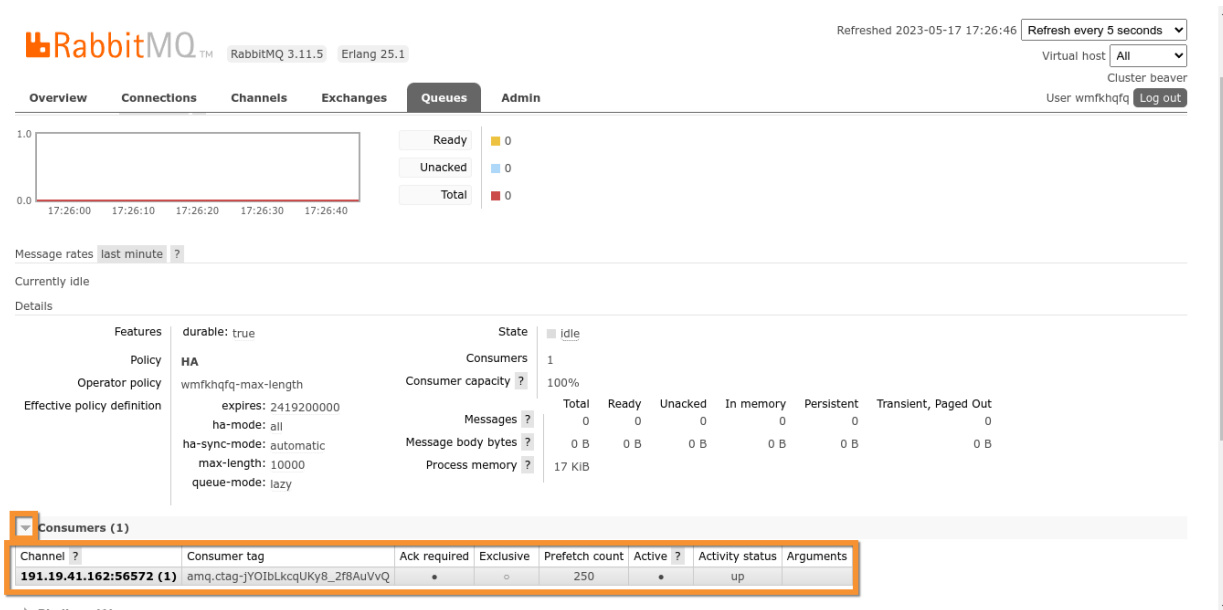 Refreshed 2023-05-17 17:26:46 Refresh every 5 seconds
RabbitMQ TM RabbitMQ 3.11.5 Erlang 25.1
Virtual host All
Cluster beaver
Overview Connections Channels Exchanges Queues Admin
User wmfkhqfq Log out
1.0
Ready 0
Unacked 0
Total 0
0.0
17:26:00 17:26:10 17:26:20 17:26:30 17:26:40
Message rates last minute ?
Currently idle
Details
Features durable: true State idle
Policy HA Consumers 1
Operator policy wmfkhqfq-max-length Consumer capacity ? 100%
Effective policy definition expires: 2419200000 Total Ready Unacked In memory Persistent Transient, Paged Out
ha-mode: all Messages ? 0 0 0 0 0 0
ha-sync-mode: automatic Message body bytes ? 0 B 0 B 0 B 0 B 0 B 0 B
max-length: 10000 Process memory ? 17 KiB
queue-mode: lazy
Consumers (1)
Channel ? Consumer tag Ack required Exclusive Prefetch count Active ? Activity status Arguments
191.19.41.162:56572 (1) amq.ctag-jYOIbLkcqUKy8_2f8AuVvQ ● ○ 250 ● up